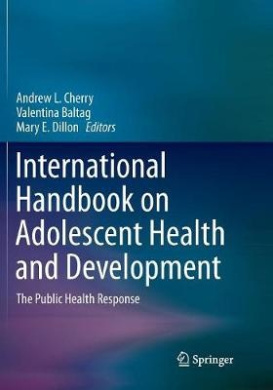 Andrew L. Cherry
Valentina Baltag
Mary E. Dillon Editors
International
Handbook on
Adolescent Health
and Development
The Public Health Response
Springer